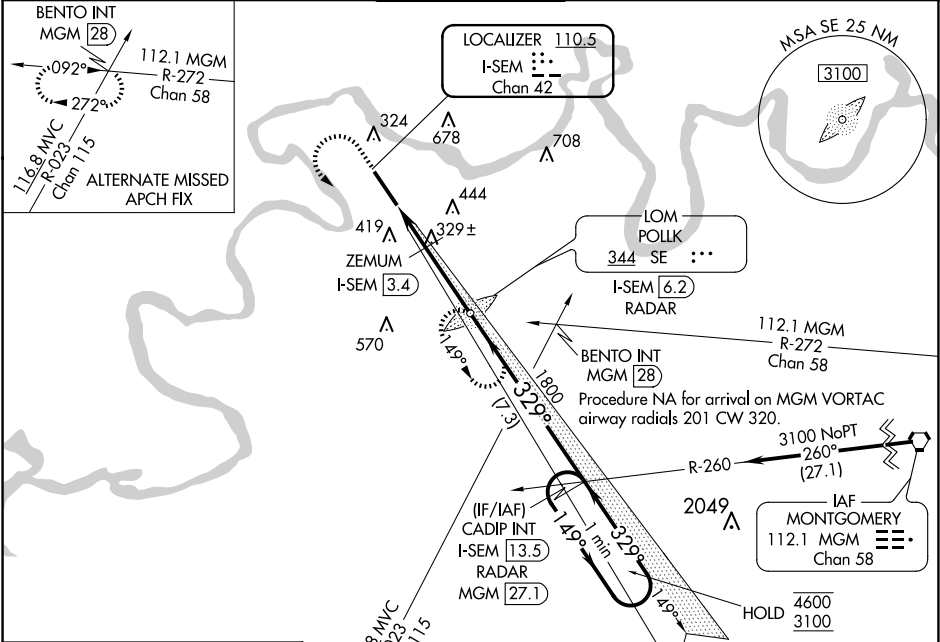 BENTO INT
MGM 28
092°
272°
112.1 MGM
R-272
Chan 58
116.8 MVC
R-023
Chan 115
ALTERNATE MISSED
APCH FIX
LOCALIZER 110.5
I-SEM
Chan 42
MSA SE 25 NM
3100
324
678
708
444
419
329±
ZEMUM
I-SEM 3.4
LOM
POLLK
344 SE
I-SEM 6.2
RADAR
570
149°
(7.3)
1800
329°
112.1 MGM
R-272
Chan 58
BENTO INT
MGM 28
Procedure NA for arrival on MGM VORTAC
airway radials 201 CW 320.
3100 NoPT
260°
(27.1)
R-260
2049
IAF
MONTGOMERY
112.1 MGM
Chan 58
(IF/IAF)
CADIP INT
I-SEM 13.5
RADAR
MGM 27.1
149°
1 min
329°
149°
HOLD 4600
3100
8 MVC
023
115